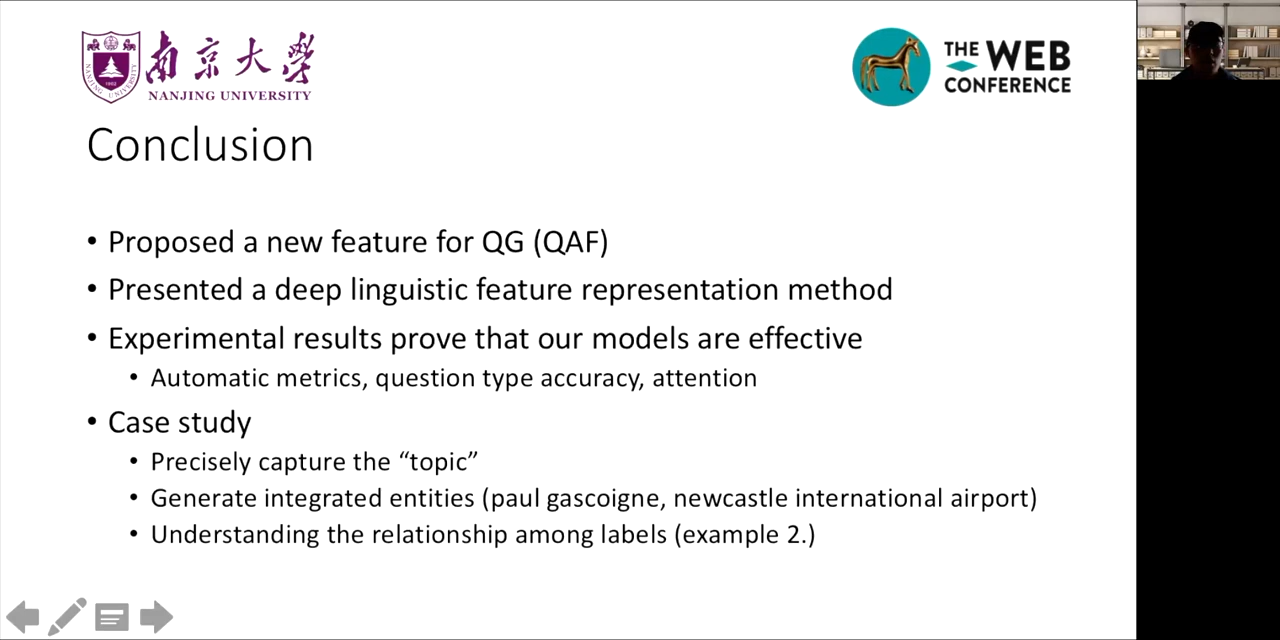 南京大學
NANJING UNIVERSITY
THE WEB
CONFERENCE
Conclusion
• Proposed a new feature for QG (QAF)
• Presented a deep linguistic feature representation method
• Experimental results prove that our models are effective
• Automatic metrics, question type accuracy, attention
• Case study
• Precisely capture the “topic”
• Generate integrated entities (paul gascoigne, newcastle international airport)
• Understanding the relationship among labels (example 2.)